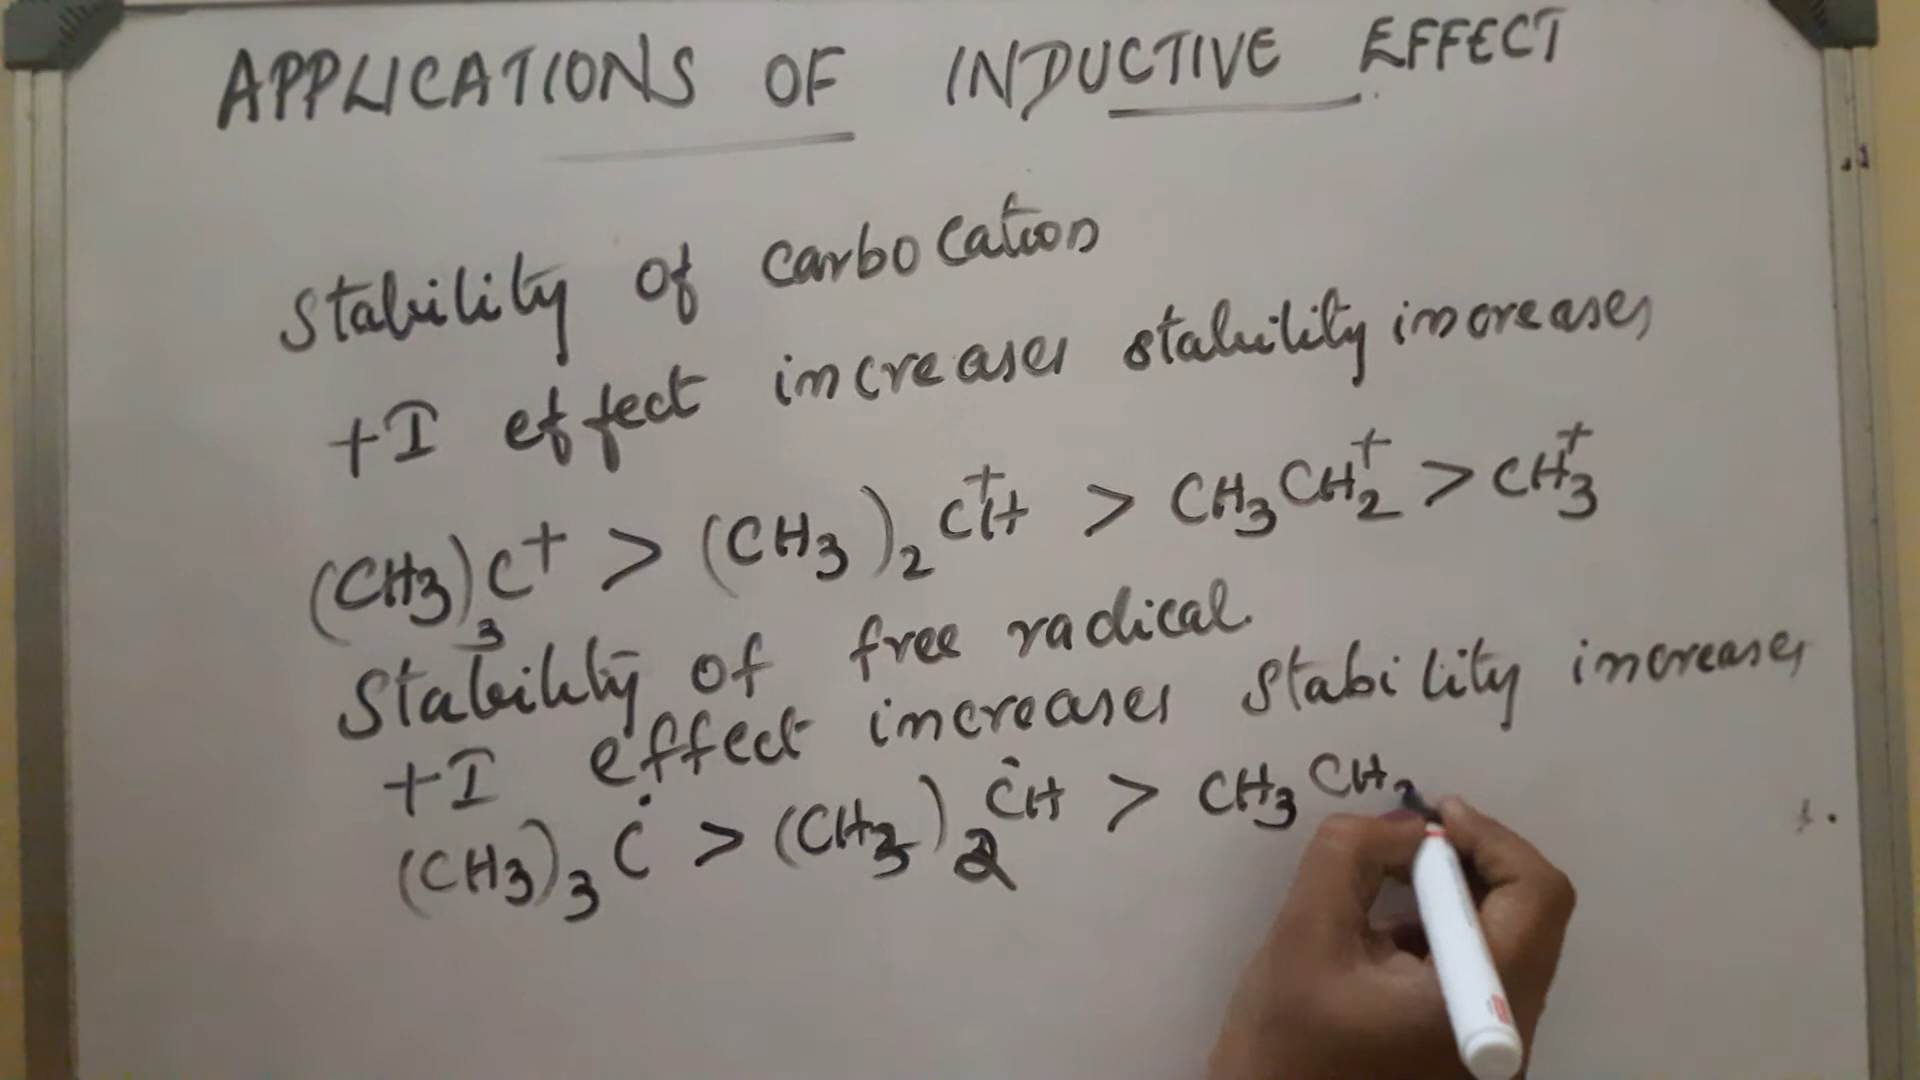 APPLICATIONS OF INDUCTIVE EFFECT
Stability of carbocation
+I effect increases stability increases
(CH3)3C+ > (CH3)2C+H > CH3CH2+ > CH3+
Stability of free radical
+I effect increases stability increases
(CH3)3Ċ > (CH3)2ĊH > CH3CH2